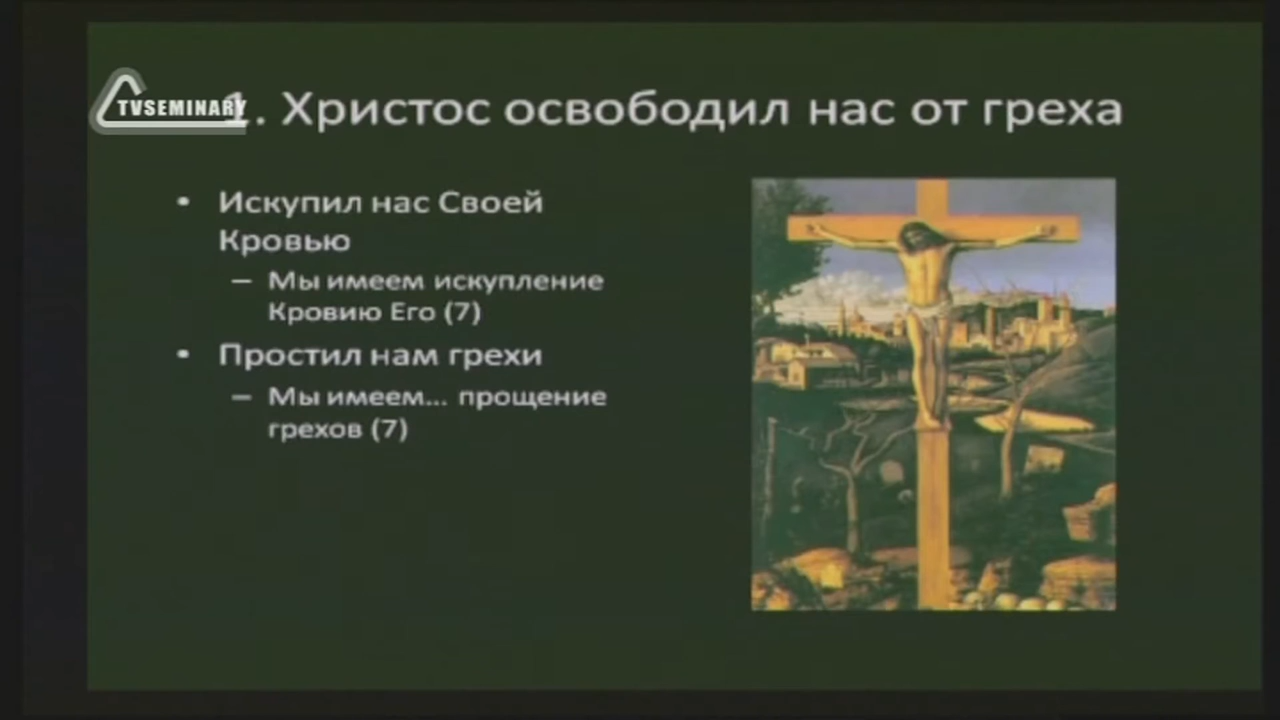 TVSEMINARY
1. Христос освободил нас от греха
• Искупил нас Своей
Кровью
– Мы имеем искупление
Кровию Его (7)
• Простил нам грехи
– Мы имеем... прощение
грехов (7)